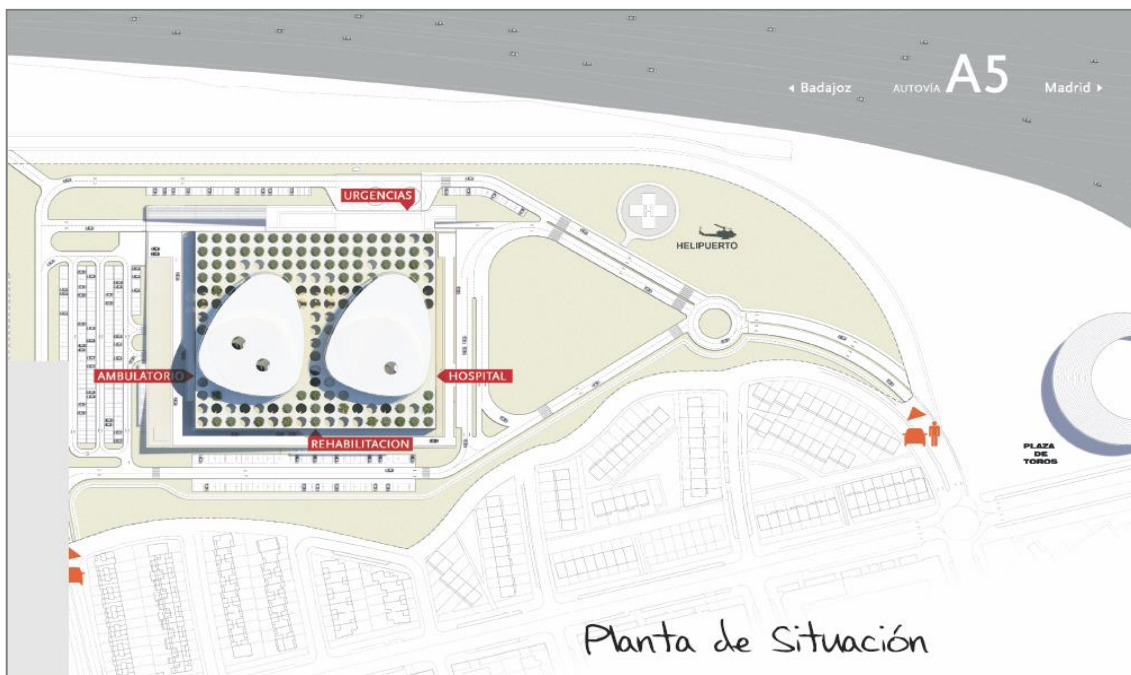 ◂ Badajoz AUTOVÍA A5 Madrid ▸
URGENCIAS
H
HELIPUERTO
AMBULATORIO
HOSPITAL
REHABILITACION
PLAZA
DE
TOROS
Planta de Situación